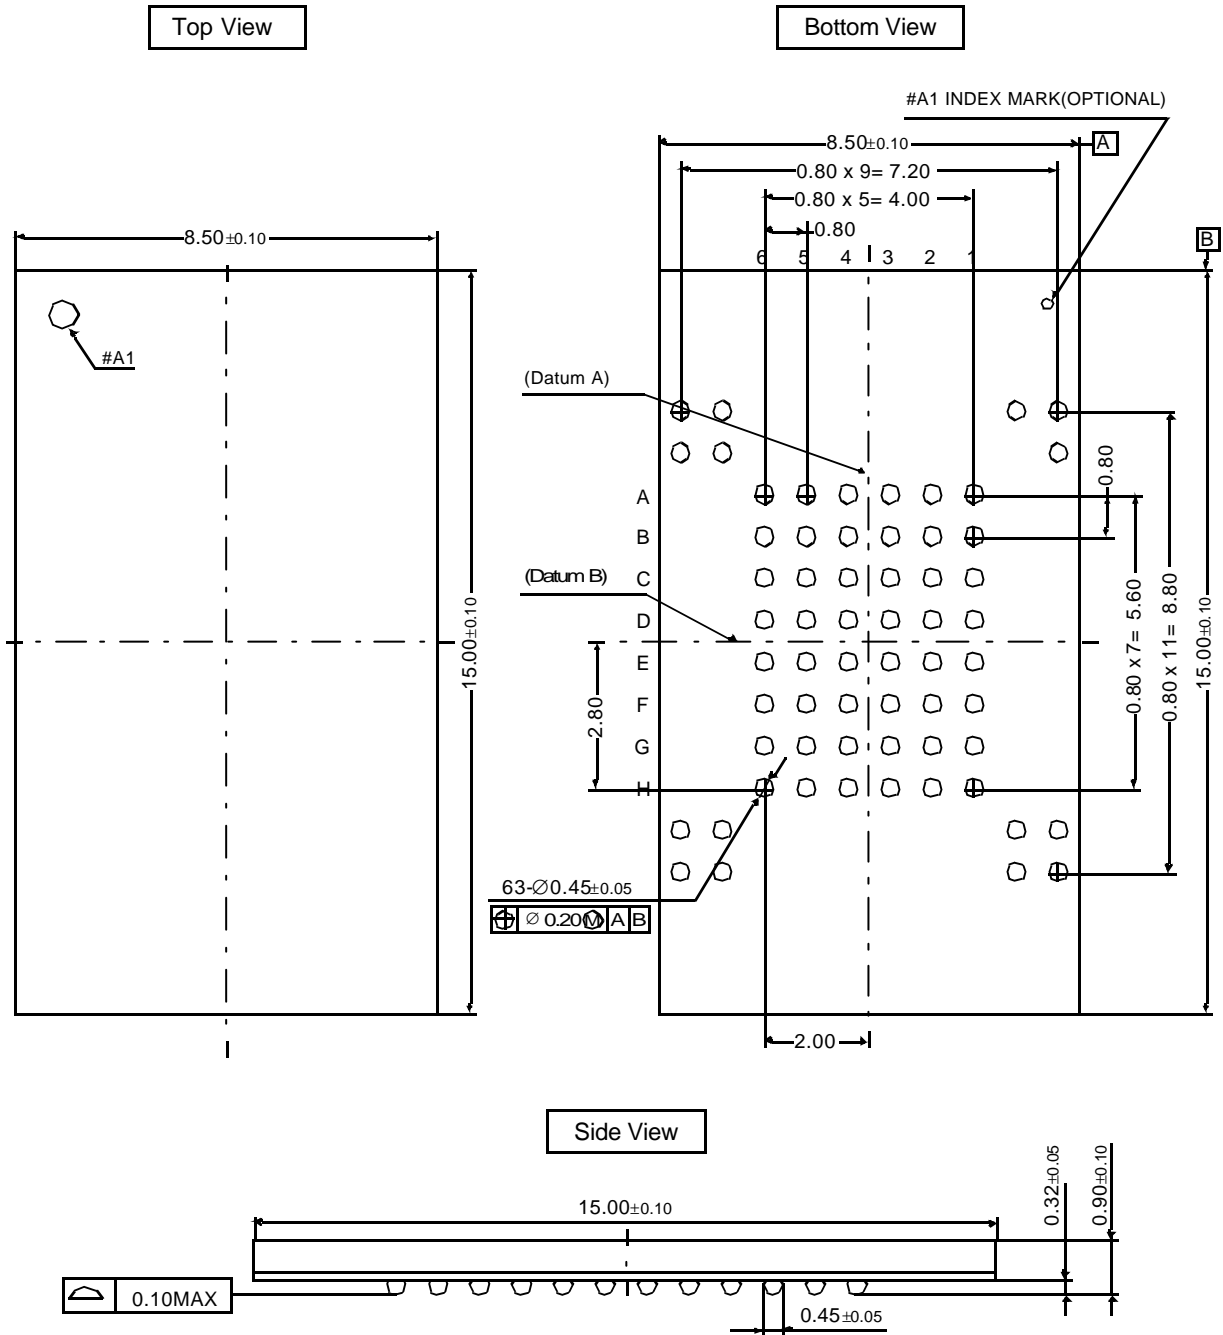 Top View
Bottom View
#A1 INDEX MARK(OPTIONAL)
8.50±0.10
A
0.80 x 9= 7.20
0.80 x 5= 4.00
8.50±0.10
0.80
B
6 5 4 3 2 1
#A1
(Datum A)
0.80
A
B
(Datum B)
C
D
E
F
G
H
15.00±0.10
2.80
0.80 x 7= 5.60
0.80 x 11= 8.80
15.00±0.10
63-∅0.45±0.05
∅ 0.20Ⓜ A B
2.00
Side View
15.00±0.10
0.32±0.05
0.90±0.10
0.10MAX
0.45±0.05